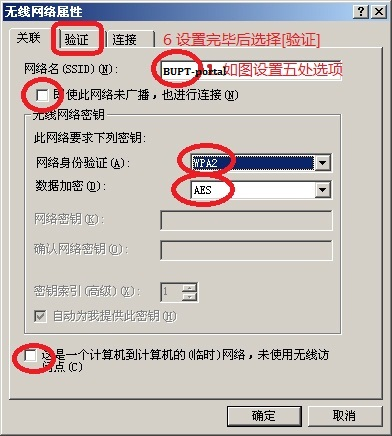 无线网络属性
关联 验证 连接
6 设置完毕后选择[验证]
网络名(SSID)(N): BUPT-portal
如图设置五处选项
即使此网络未广播，也进行连接(N)
无线网络密钥
此网络要求下列密钥:
网络身份验证(A): WPA2
数据加密(D): AES
网络密钥(K):
确认网络密钥(O):
密钥索引(高级)(X): 1
自动为我提供此密钥(H)
这是一个计算机到计算机的(临时)网络，未使用无线访
问点(C)
确定 取消